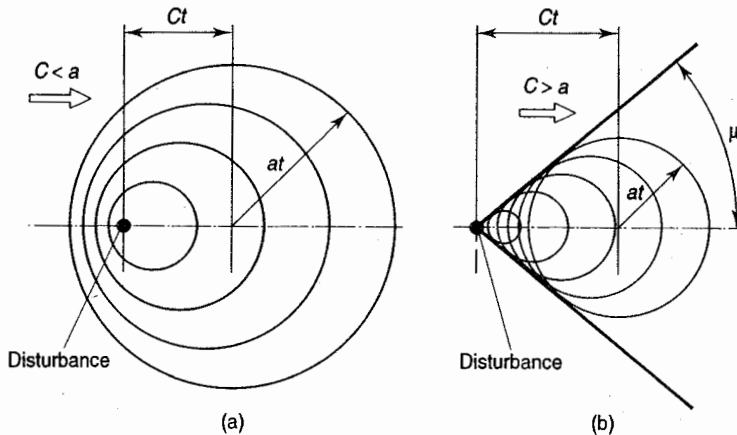 Ct
C < a
at
Disturbance
(a)
Ct
C > a
μ
at
Disturbance
(b)